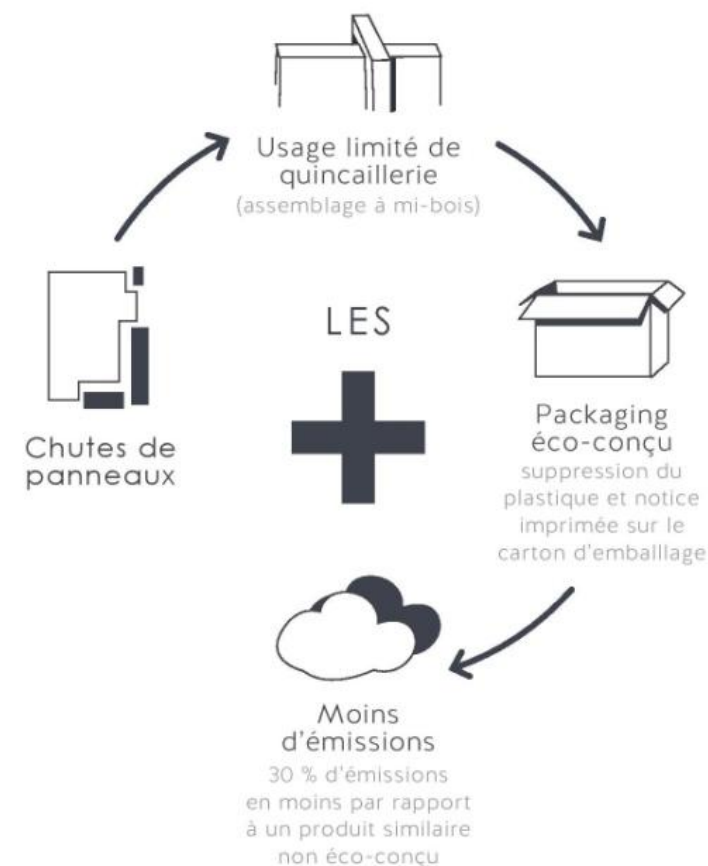 Usage limité de
quincaillerie
(assemblage à mi-bois)
LES
Chutes de
panneaux
Packaging
éco-conçu
suppression du
plastique et notice
imprimée sur le
carton d'emballlage
Moins
d'émissions
30 % d'émissions
en moins par rapport
à un produit similaire
non éco-conçu